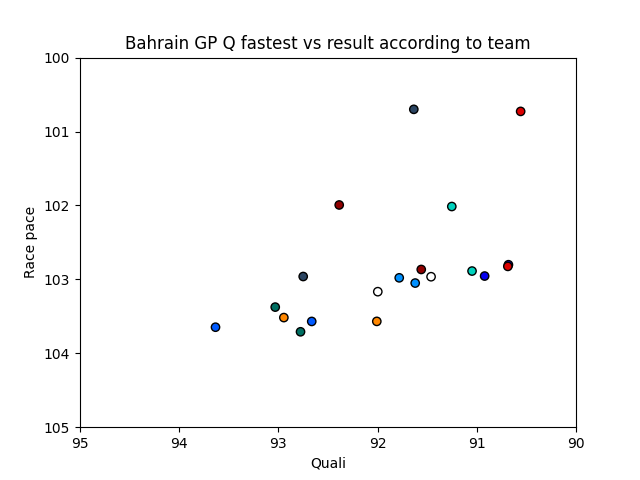 Bahrain GP Q fastest vs result according to team
100
101
102
103
104
105
Race pace
95 94 93 92 91 90
Quali